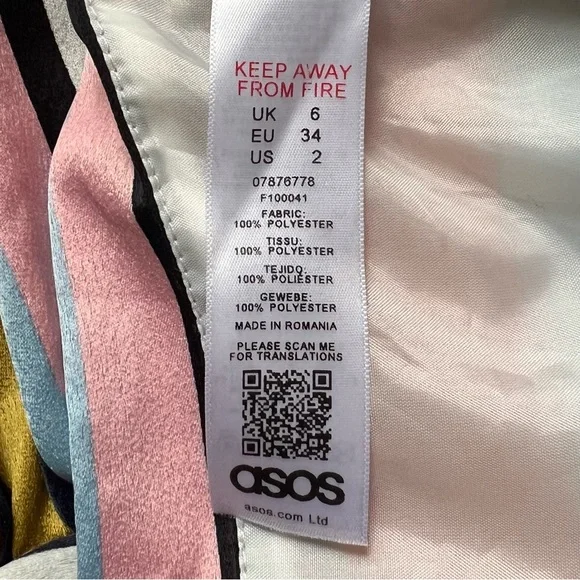 KEEP AWAY
FROM FIRE
UK 6
EU 34
US 2
07876778
F100041
FABRIC:
100% POLYESTER
TISSU:
100% POLYESTER
TEJIDO:
100% POLIÉSTER
GEWEBE:
100% POLYESTER
MADE IN ROMANIA
PLEASE SCAN ME
FOR TRANSLATIONS
asos
asos.com Ltd